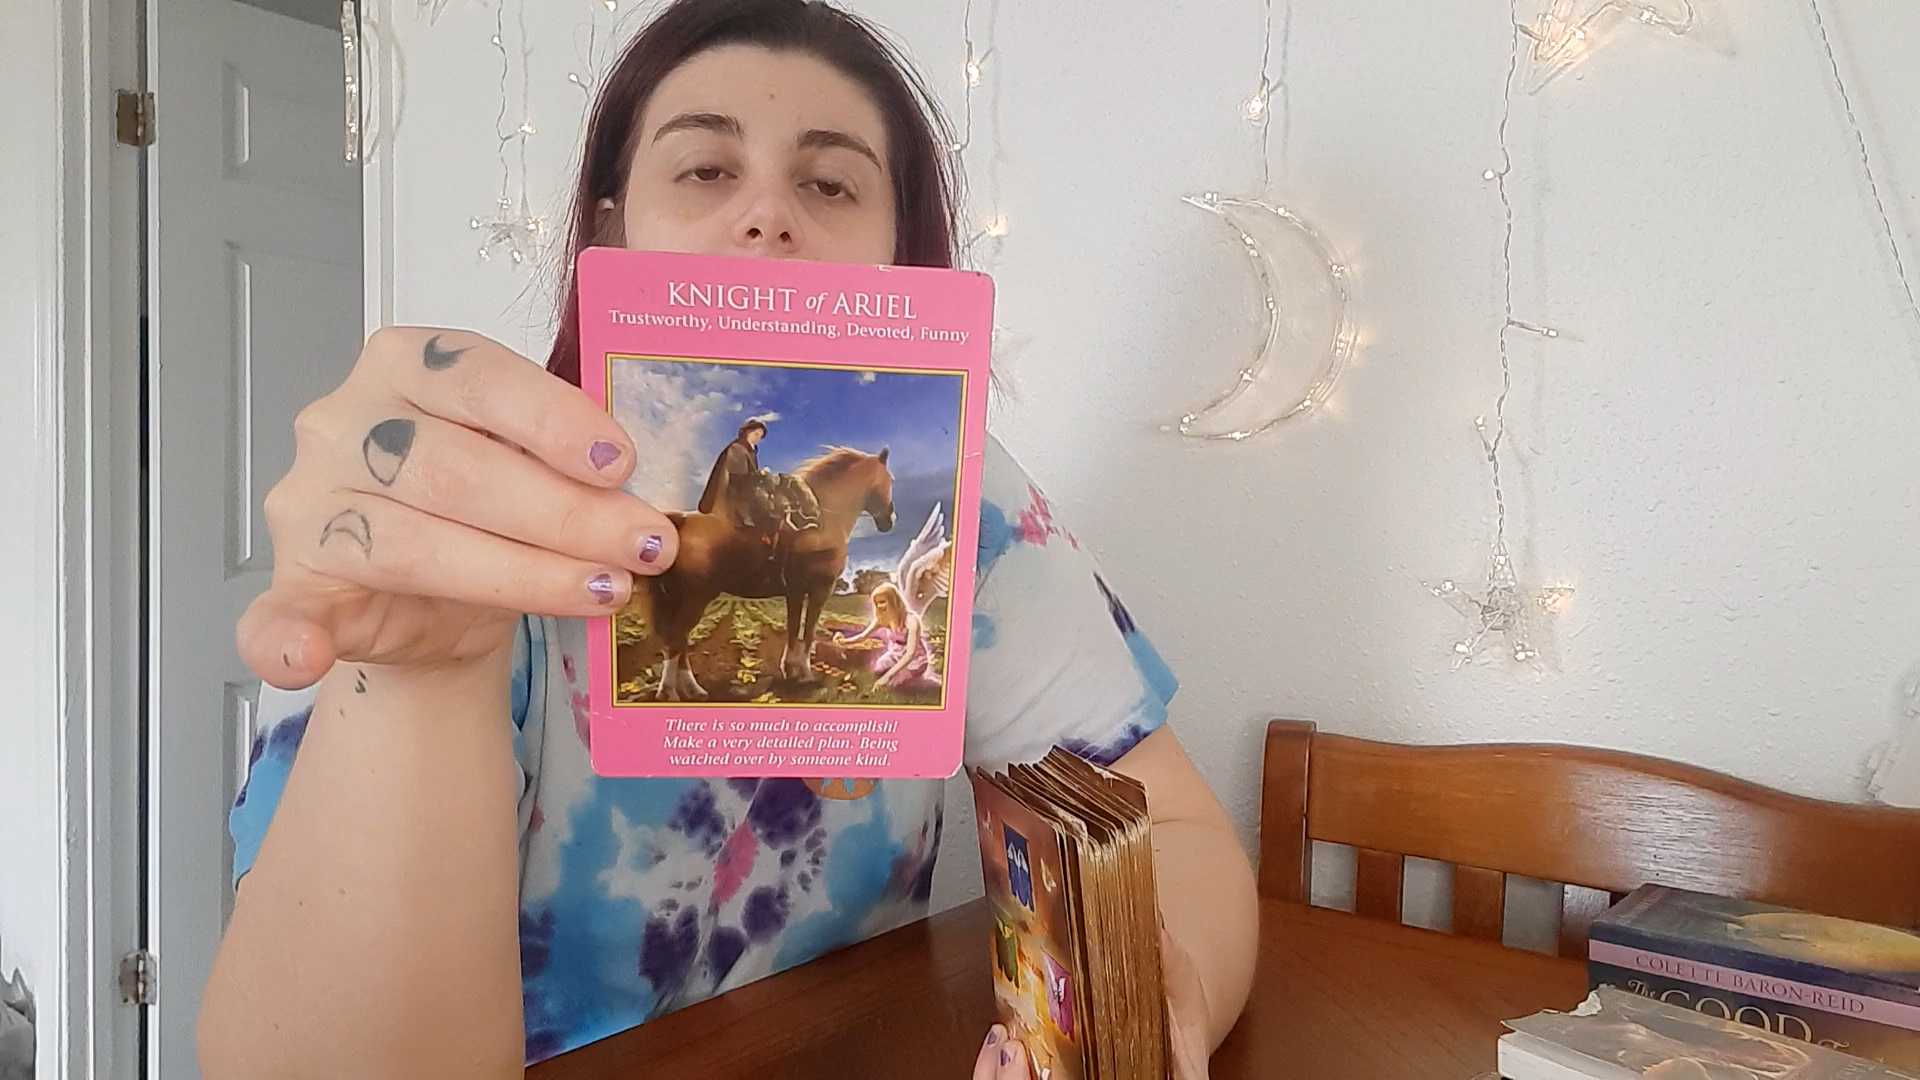 KNIGHT of ARIEL
Trustworthy, Understanding, Devoted, Funny
There is so much to accomplish!
Make a very detailed plan. Being
watched over by someone kind.
COLETTE BARON-REID
The GOOD